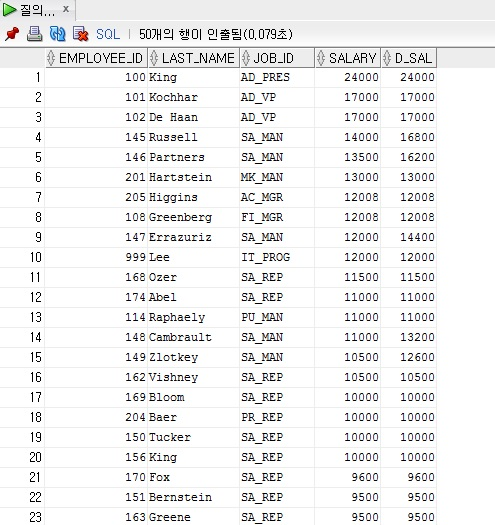 질의... x
SQL | 50개의 행이 인출됨(0,079초)
EMPLOYEE_ID LAST_NAME JOB_ID SALARY D_SAL
1 100 King AD_PRES 24000 24000
2 101 Kochhar AD_VP 17000 17000
3 102 De Haan AD_VP 17000 17000
4 145 Russell SA_MAN 14000 16800
5 146 Partners SA_MAN 13500 16200
6 201 Hartstein MK_MAN 13000 13000
7 205 Higgins AC_MGR 12008 12008
8 108 Greenberg FI_MGR 12008 12008
9 147 Errazuriz SA_MAN 12000 14400
10 999 Lee IT_PROG 12000 12000
11 168 Ozer SA_REP 11500 11500
12 174 Abel SA_REP 11000 11000
13 114 Raphaely PU_MAN 11000 11000
14 148 Cambrault SA_MAN 11000 13200
15 149 Zlotkey SA_MAN 10500 12600
16 162 Vishney SA_REP 10500 10500
17 169 Bloom SA_REP 10000 10000
18 204 Baer PR_REP 10000 10000
19 150 Tucker SA_REP 10000 10000
20 156 King SA_REP 10000 10000
21 170 Fox SA_REP 9600 9600
22 151 Bernstein SA_REP 9500 9500
23 163 Greene SA_REP 9500 9500